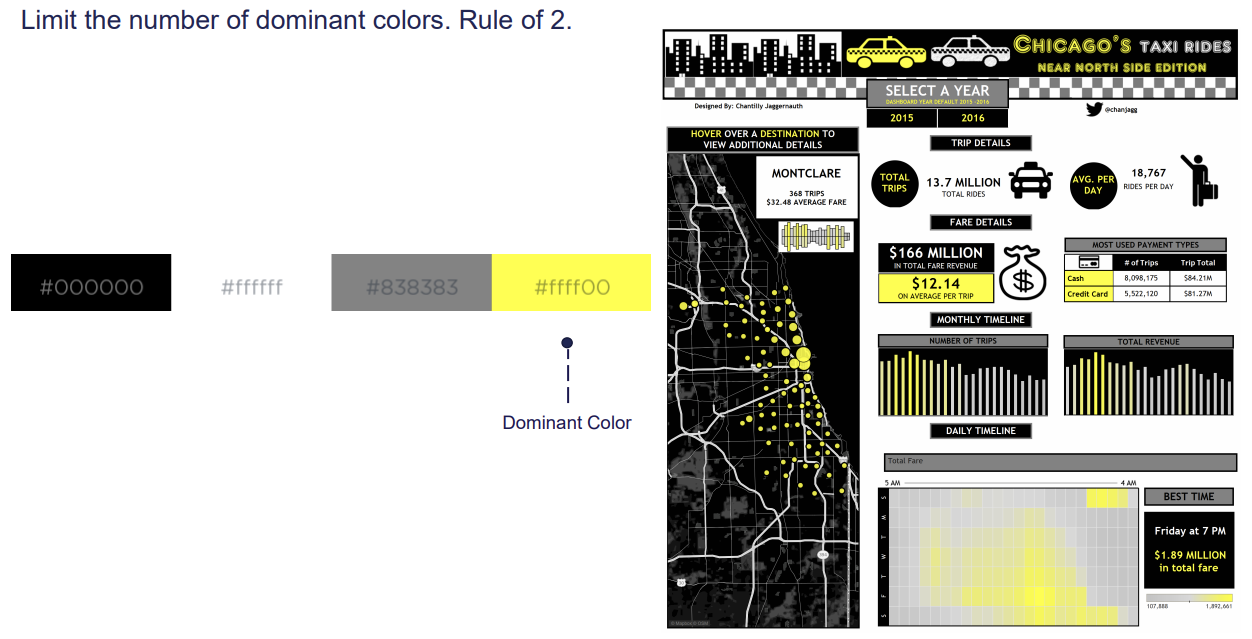 Limit the number of dominant colors. Rule of 2.
#000000
#ffffff
#838383
#ffff00
Dominant Color
CHICAGO'S TAXI RIDES
NEAR NORTH SIDE EDITION
SELECT A YEAR
DASHBOARD YEAR DEFAULT 2015 -2016
2015 2016
Designed By: Chantilly Jaggernauth
@chanjagg
HOVER OVER A DESTINATION TO
VIEW ADDITIONAL DETAILS
MONTCLARE
368 TRIPS
$32.48 AVERAGE FARE
© Mapbox © OSM
TRIP DETAILS
TOTAL
TRIPS
13.7 MILLION
TOTAL RIDES
AVG. PER
DAY
18,767
RIDES PER DAY
FARE DETAILS
$166 MILLION
IN TOTAL FARE REVENUE
$12.14
ON AVERAGE PER TRIP
$
MOST USED PAYMENT TYPES
# of Trips Trip Total
Cash 8,098,175 $84.21M
Credit Card 5,522,120 $81.27M
MONTHLY TIMELINE
NUMBER OF TRIPS
TOTAL REVENUE
DAILY TIMELINE
Total Fare
5 AM 4 AM
S
M
T
W
T
F
S
BEST TIME
Friday at 7 PM
$1.89 MILLION
in total fare
107,888 1,892,661